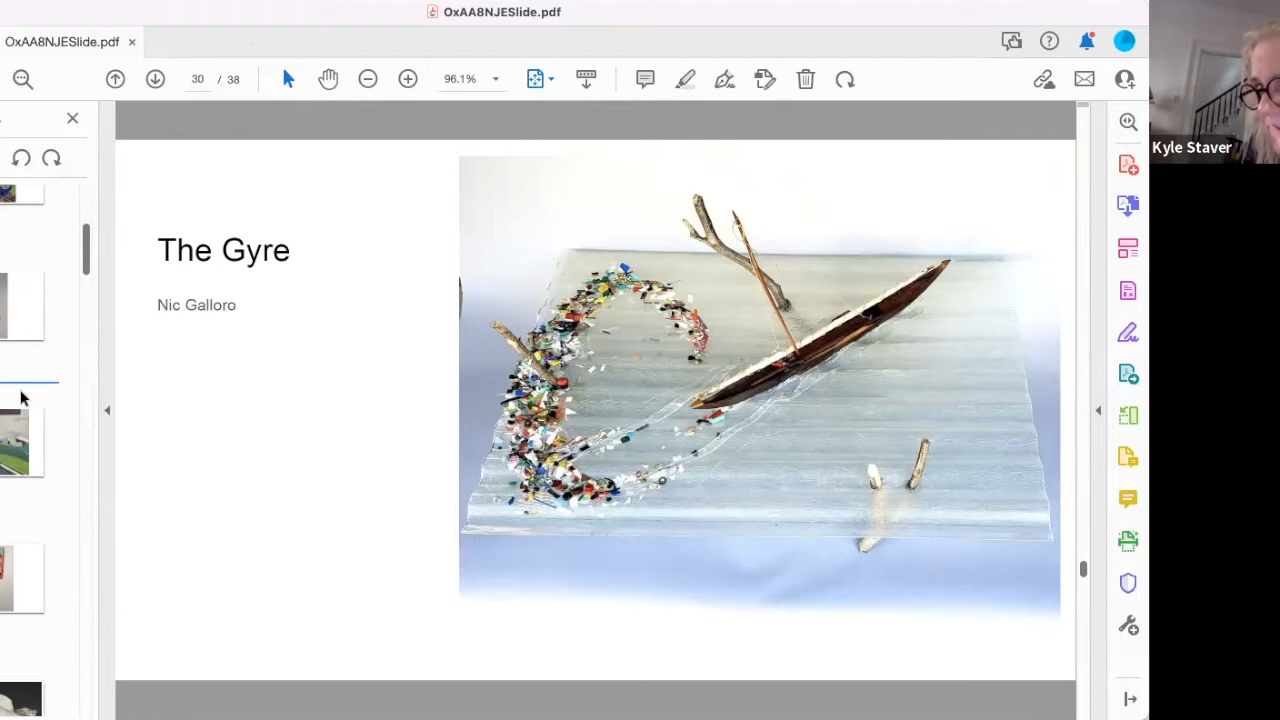 OxAA8NJESlide.pdf
OxAA8NJESlide.pdf ×
30 / 38
96.1%
Kyle Staver
The Gyre
Nic Galloro